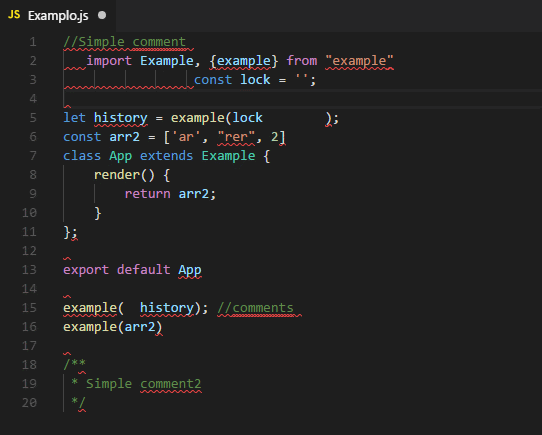 JS Examplo.js ●
1 //Simple comment
2    import Example, {example} from "example"
3                  const lock = '';
4
5 let history = example(lock        );
6 const arr2 = ['ar', "rer", 2]
7 class App extends Example {
8     render() {
9         return arr2;
10     }
11 };
12
13 export default App
14
15 example(  history); //comments
16 example(arr2)
17
18 /**
19  * Simple comment2
20  */